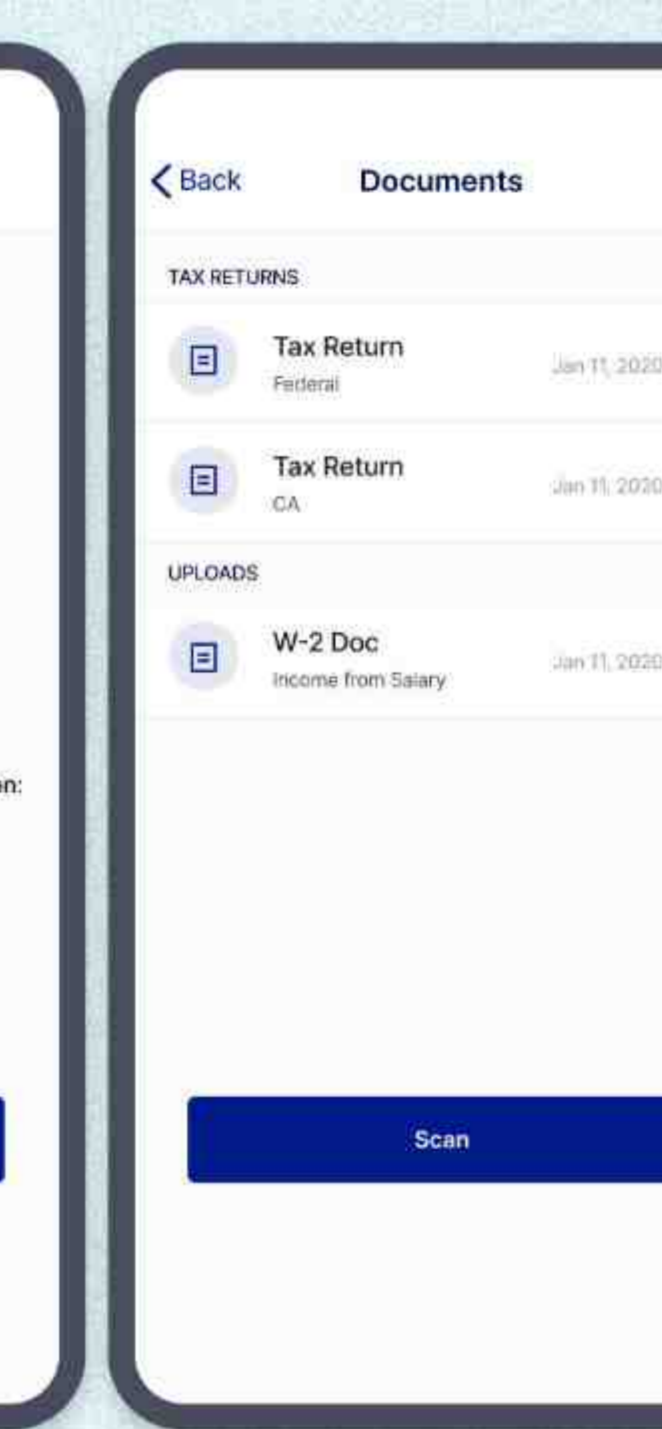 Back
Documents
TAX RETURNS
Tax Return
Federal
Jan 11, 2020
Tax Return
CA
Jan 11, 2020
UPLOADS
W-2 Doc
Income from Salary
Jan 11, 2020
Scan